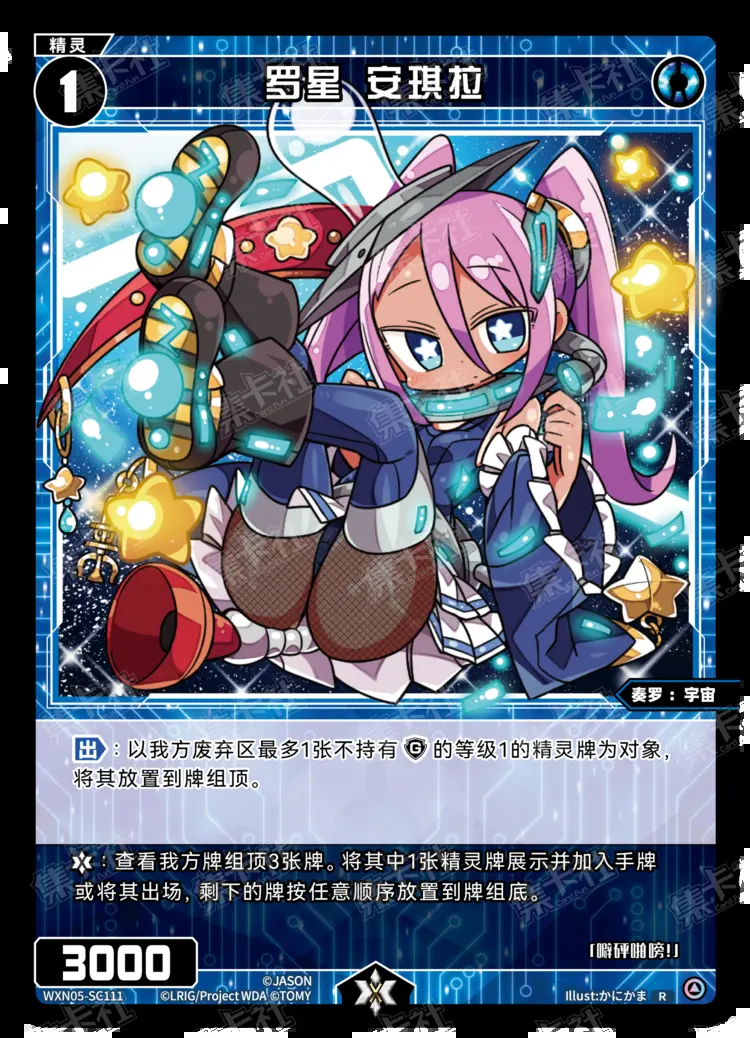 精灵
1
罗星 安琪拉
奏罗：宇宙
出：以我方废弃区最多1张不持有G的等级1的精灵牌为对象，
将其放置到牌组顶。
：查看我方牌组顶3张牌。将其中1张精灵牌展示并加入手牌
或将其出场，剩下的牌按任意顺序放置到牌组底。
「噼砰啪嗙!」
3000
©JASON
WXN05-SC111 ©LRIG/Project WDA ©TOMY
Illust:かにかま R
集卡社